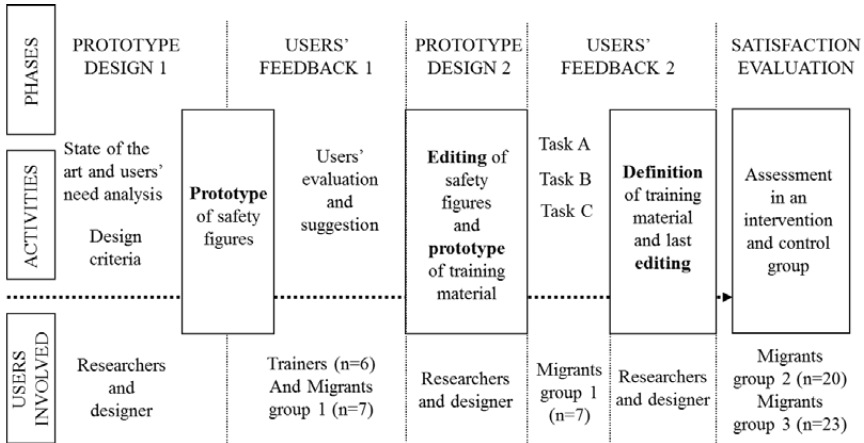 PHASES
PROTOTYPE
DESIGN 1
USERS'
FEEDBACK 1
PROTOTYPE
DESIGN 2
USERS'
FEEDBACK 2
SATISFACTION
EVALUATION
ACTIVITIES
State of the
art and users'
need analysis
Design
criteria
Prototype
of safety
figures
Users'
evaluation
and
suggestion
Editing of
safety
figures
and
prototype
of training
material
Task A
Task B
Task C
Definition
of training
material
and last
editing
Assessment
in an
intervention
and control
group
USERS
INVOLVED
Researchers
and
designer
Trainers (n=6)
And Migrants
group 1 (n=7)
Researchers
and designer
Migrants
group 1
(n=7)
Researchers
and designer
Migrants
group 2 (n=20)
Migrants
group 3 (n=23)